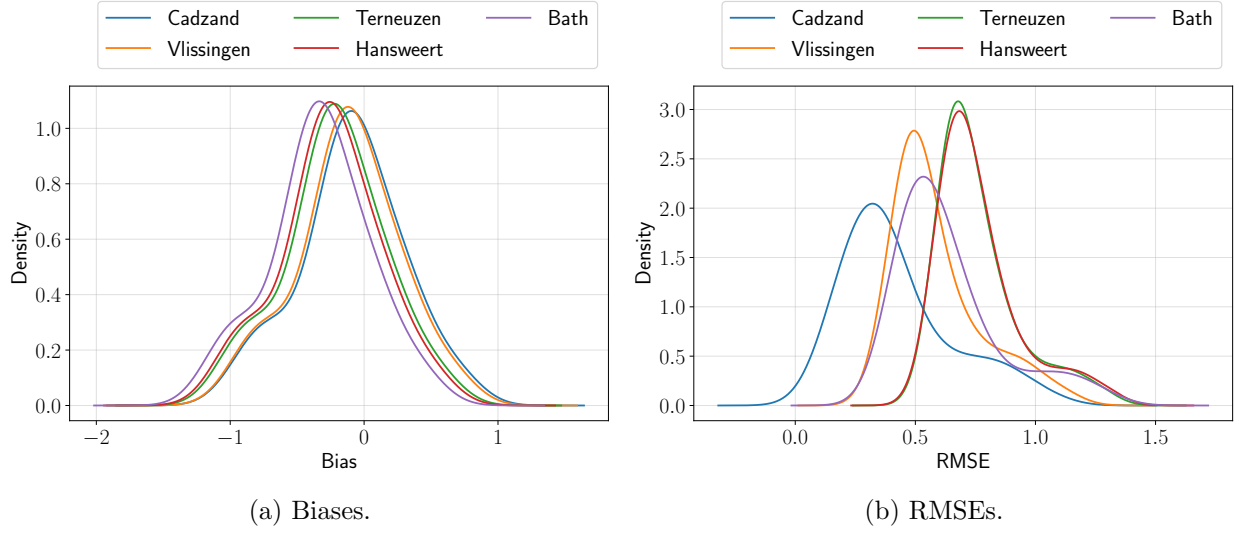 Cadzand
Terneuzen
Bath
Vlissingen
Hansweert
1.0
0.8
0.6
0.4
0.2
0.0
Density
−2
−1
0
1
Bias
(a) Biases.
Cadzand
Terneuzen
Bath
Vlissingen
Hansweert
3.0
2.5
2.0
1.5
1.0
0.5
0.0
Density
0.0
0.5
1.0
1.5
RMSE
(b) RMSEs.